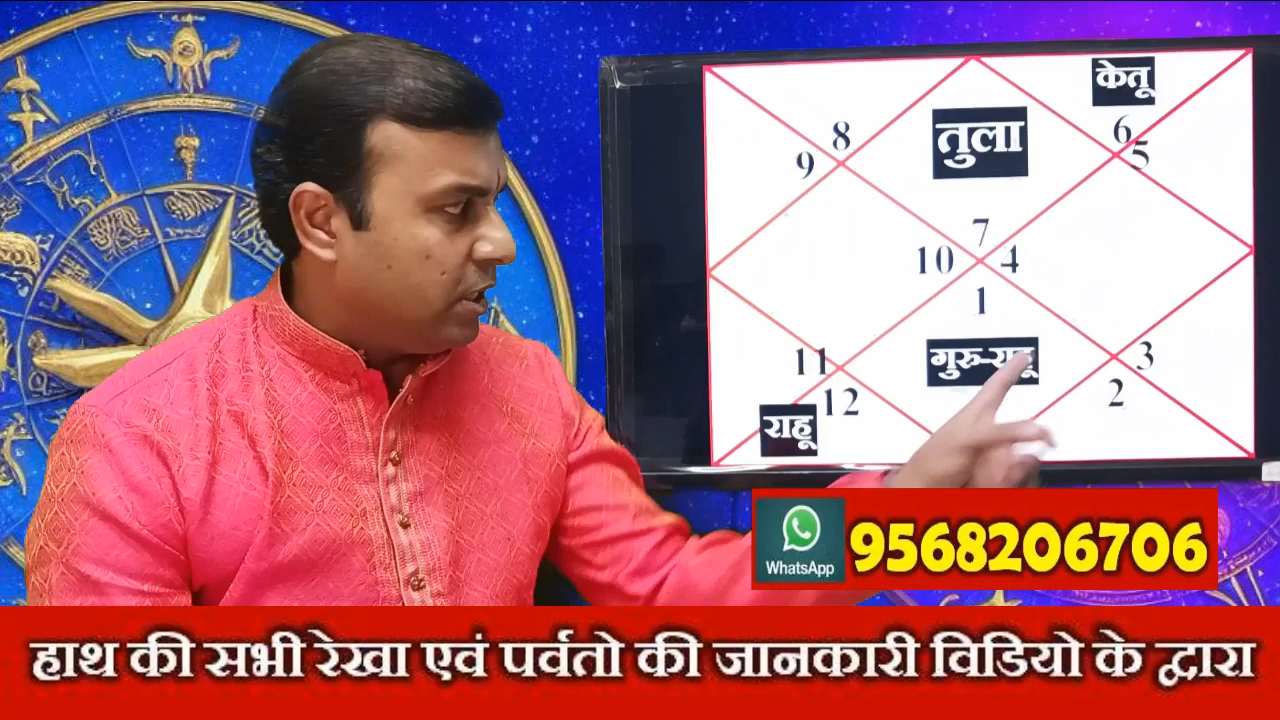 केतू
तुला
8
9
6
5
7
10
4
1
11
12
गुरु-राहू
3
2
राहू
WhatsApp
9568206706
हाथ की सभी रेखा एवं पर्वतो की जानकारी विडियो के द्वारा